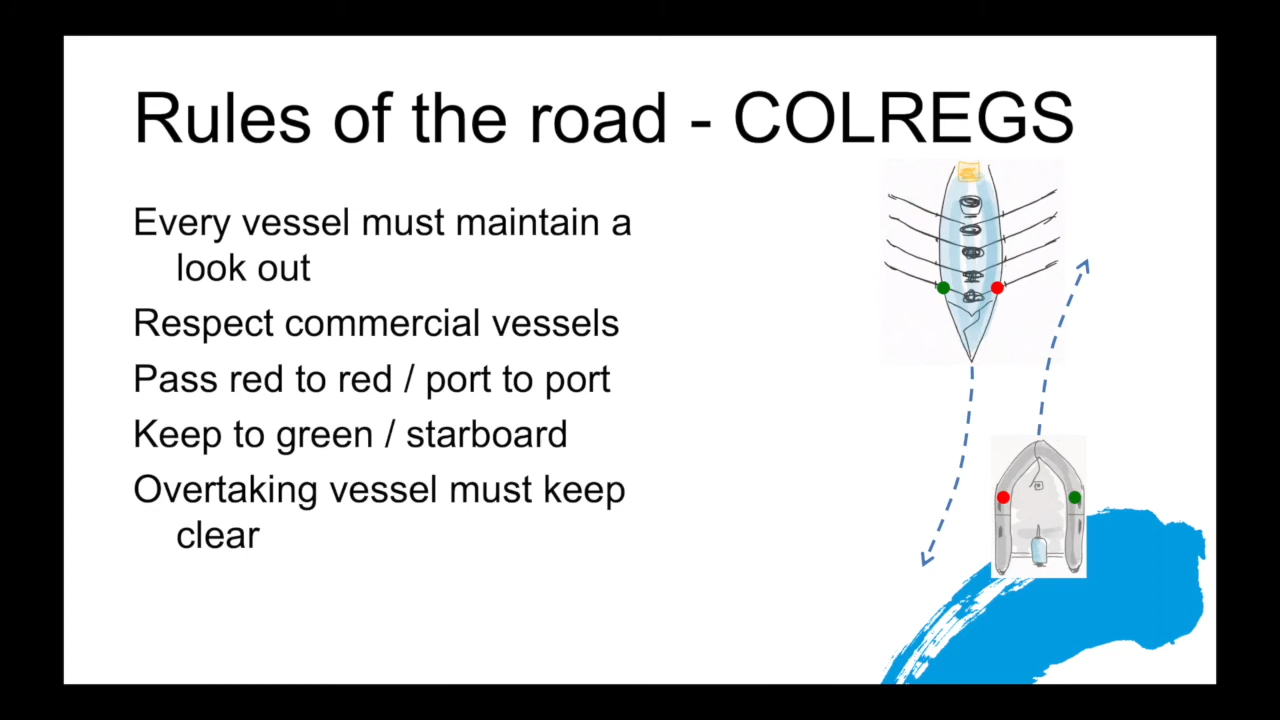 Rules of the road - COLREGS
Every vessel must maintain a
look out
Respect commercial vessels
Pass red to red / port to port
Keep to green / starboard
Overtaking vessel must keep
clear